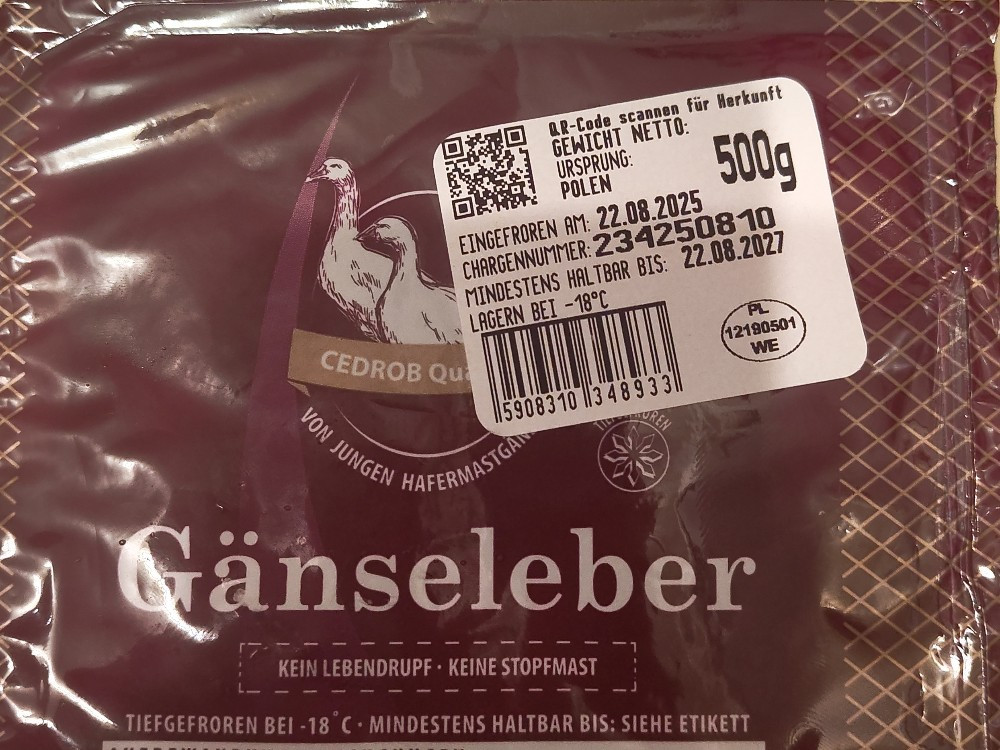 QR-Code scannen für Herkunft
GEWICHT NETTO:
500g
URSPRUNG:
POLEN
EINGEFROREN AM: 22.08.2025
CHARGENNUMMER: 234250810
MINDESTENS HALTBAR BIS: 22.08.2027
LAGERN BEI -18°C
5908310 348933
PL
12190501
WE
CEDROB
VON JUNGEN
TIEFGEFROREN
Gänseleber
KEIN LEBENDRUPF · KEINE STOPFMAST
TIEFGEFROREN BEI -18°C · MINDESTENS HALTBAR BIS: SIEHE ETIKETT